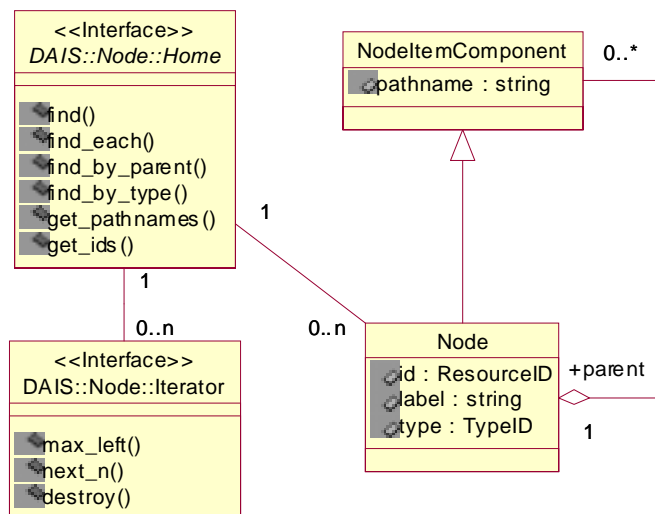 <<Interface>>
DAIS::Node::Home
find()
find_each()
find_by_parent()
find_by_type()
get_pathnames()
get_ids()
NodeItemComponent
pathname : string
0..*
1
1
0..n
0..n
<<Interface>>
DAIS::Node::Iterator
max_left()
next_n()
destroy()
Node
id : ResourceID
label : string
type : TypeID
+parent
1